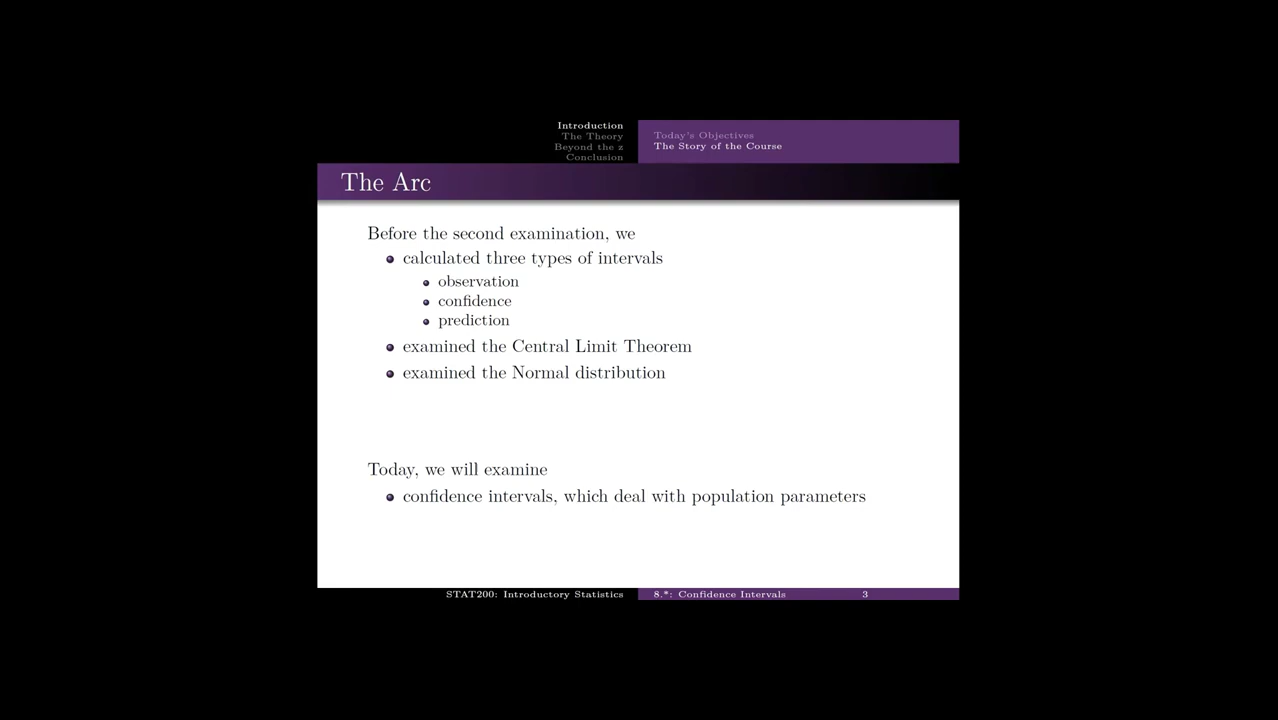 Introduction
The Theory
Beyond the z
Conclusion
Today's Objectives
The Story of the Course
The Arc
Before the second examination, we
calculated three types of intervals
observation
confidence
prediction
examined the Central Limit Theorem
examined the Normal distribution
Today, we will examine
confidence intervals, which deal with population parameters
STAT200: Introductory Statistics
8.*: Confidence Intervals
3